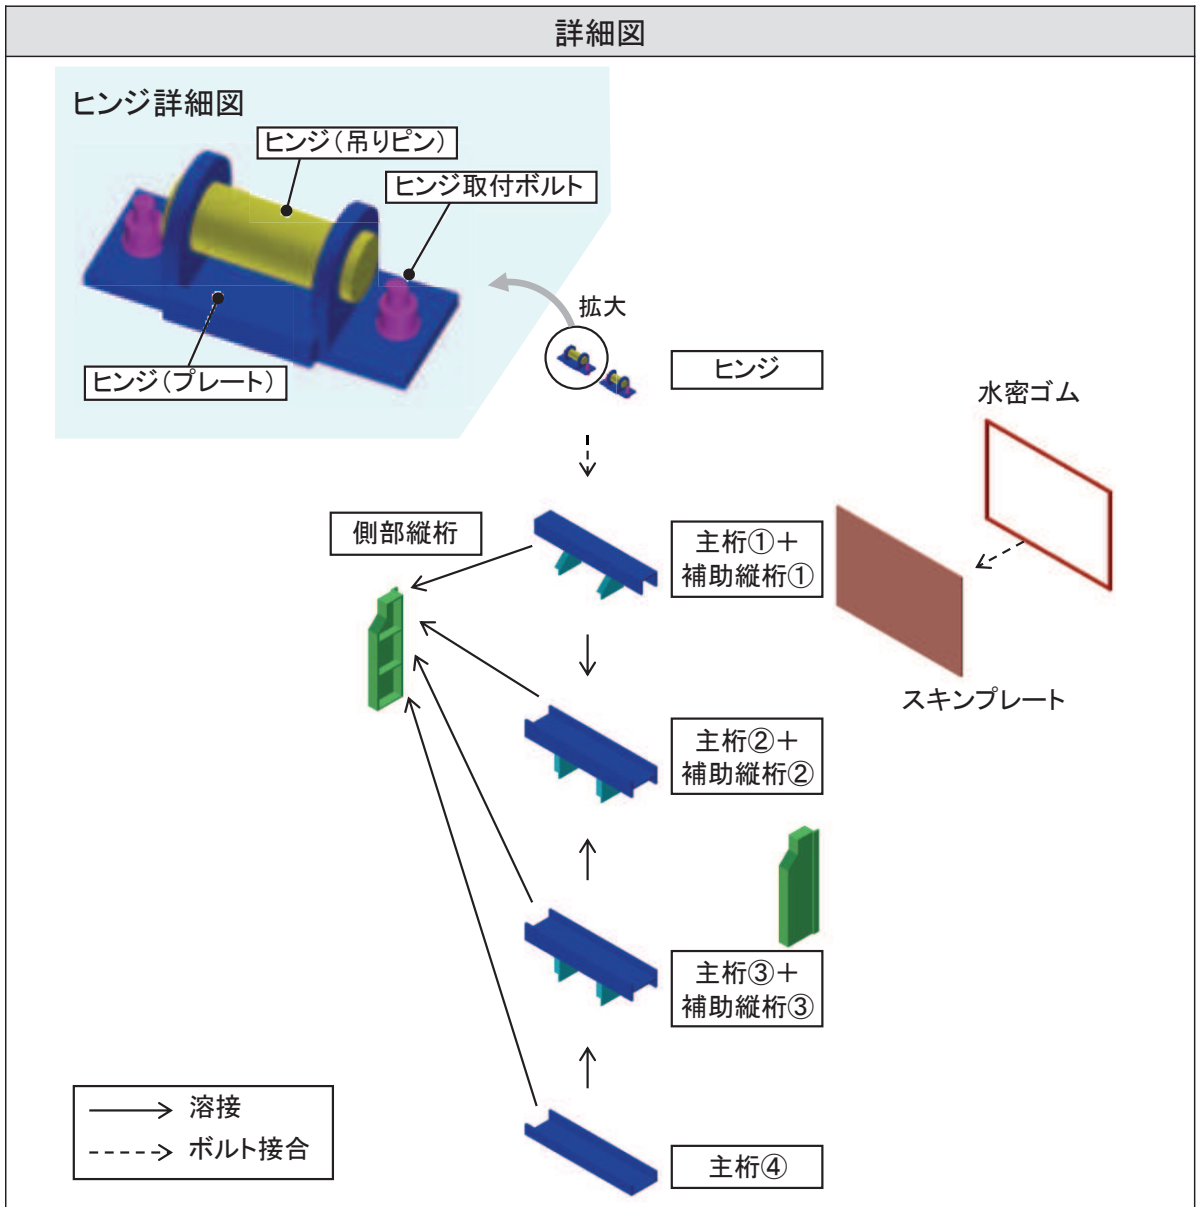 詳細図
ヒンジ詳細図
ヒンジ(吊りピン)
ヒンジ取付ボルト
ヒンジ(プレート)
拡大
ヒンジ
水密ゴム
側部縦桁
主桁①+
補助縦桁①
スキンプレート
主桁②+
補助縦桁②
主桁③+
補助縦桁③
溶接
ボルト接合
主桁④